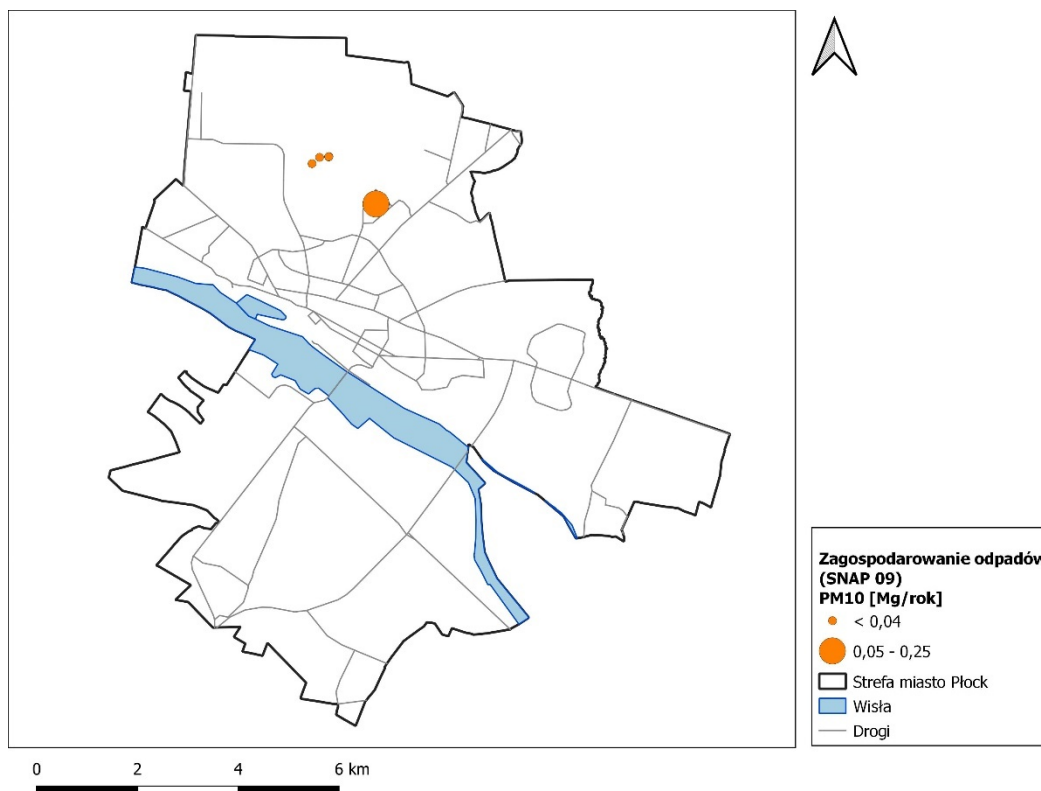 Zagospodarowanie odpadów
(SNAP 09)
PM10 [Mg/rok]
< 0,04
0,05 - 0,25
Strefa miasto Płock
Wisła
Drogi
0 2 4 6 km